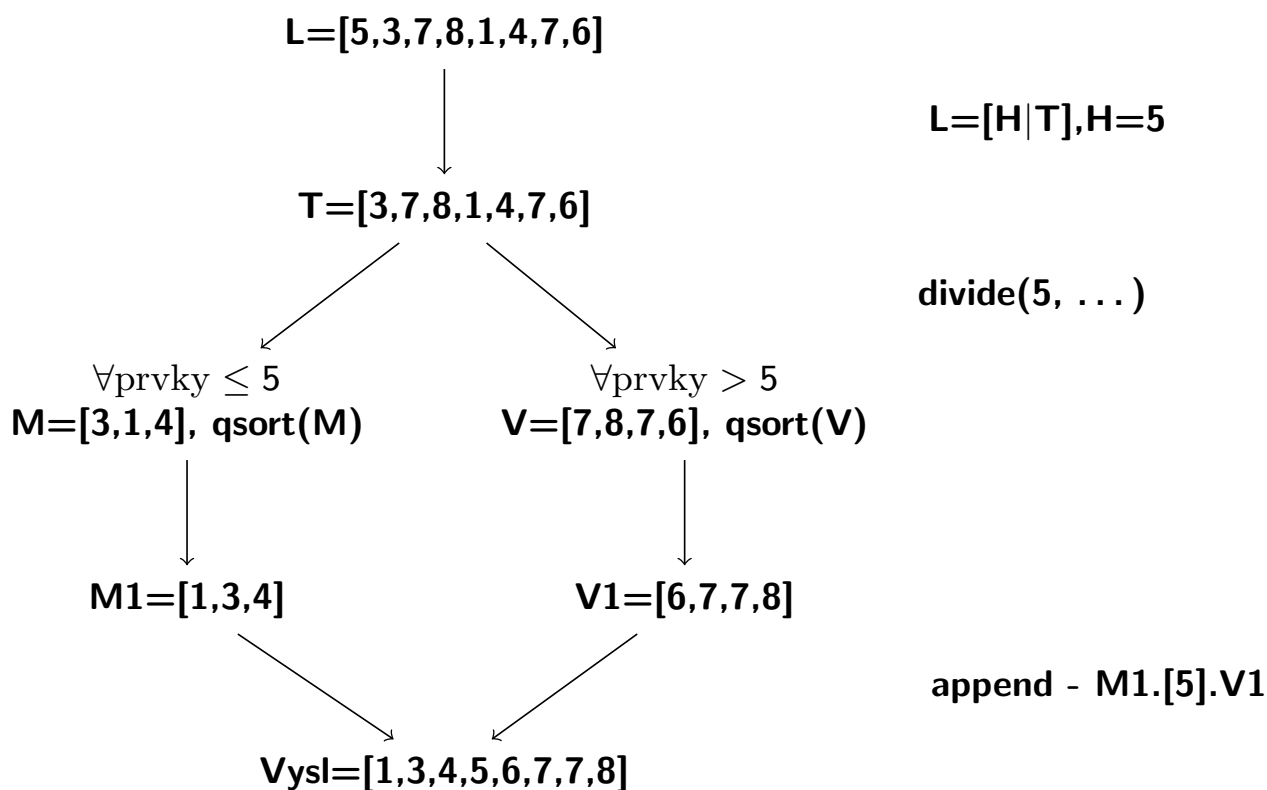 L=[5,3,7,8,1,4,7,6]
L=[H|T],H=5
T=[3,7,8,1,4,7,6]
divide(5, ...)
∀prvky ≤ 5
∀prvky > 5
M=[3,1,4], qsort(M)
V=[7,8,7,6], qsort(V)
M1=[1,3,4]
V1=[6,7,7,8]
append - M1.[5].V1
Vysl=[1,3,4,5,6,7,7,8]